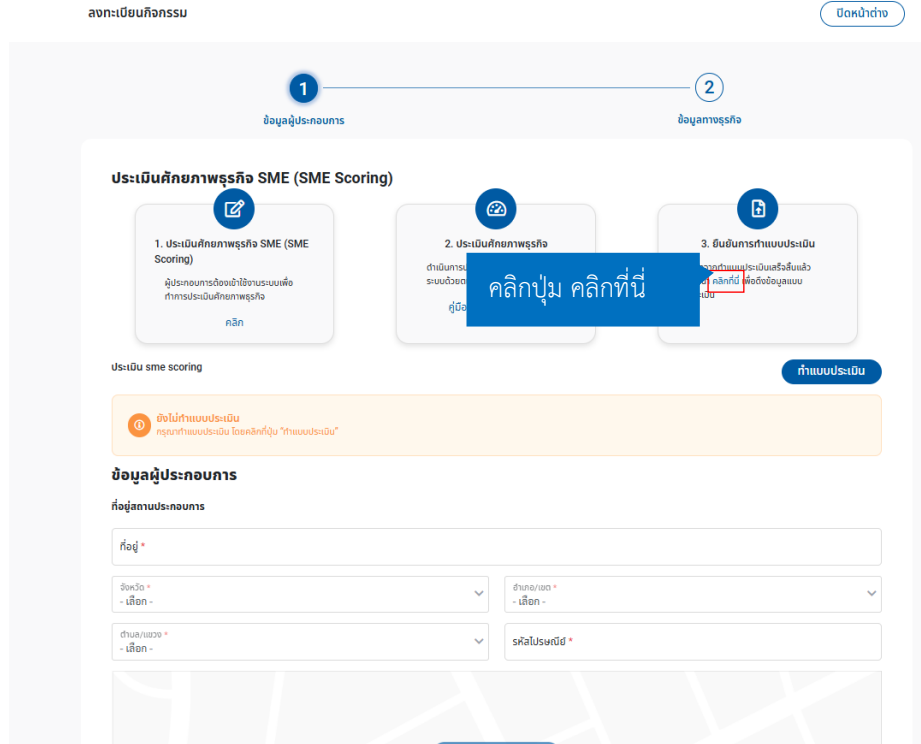 ลงทะเบียนกิจกรรม
ปิดหน้าต่าง
1
2
ข้อมูลผู้ประกอบการ
ข้อมูลทางธุรกิจ
ประเมินศักยภาพธุรกิจ SME (SME Scoring)
1. ประเมินศักยภาพธุรกิจ SME (SME
Scoring)
ผู้ประกอบการต้องเข้าใช้งานระบบเพื่อ
ทำการประเมินศักยภาพธุรกิจ
คลิก
2. ประเมินศักยภาพธุรกิจ
ระบบด้วยตน
3. ยืนยันการทำแบบประเมิน
จากทำแบบประเมินเสร็จสิ้นแล้ว
คลิกที่นี่ เพื่อดึงข้อมูลแบบ
คลิกปุ่ม คลิกที่นี่
ประเมิน sme scoring
ทำแบบประเมิน
ยังไม่ทำแบบประเมิน
กรุณาทำแบบประเมิน โดยคลิกที่ปุ่ม "ทำแบบประเมิน"
ข้อมูลผู้ประกอบการ
ที่อยู่สถานประกอบการ
ที่อยู่ *
จังหวัด *
- เลือก -
อำเภอ/เขต *
- เลือก -
ตำบล/แขวง *
- เลือก -
รหัสไปรษณีย์ *